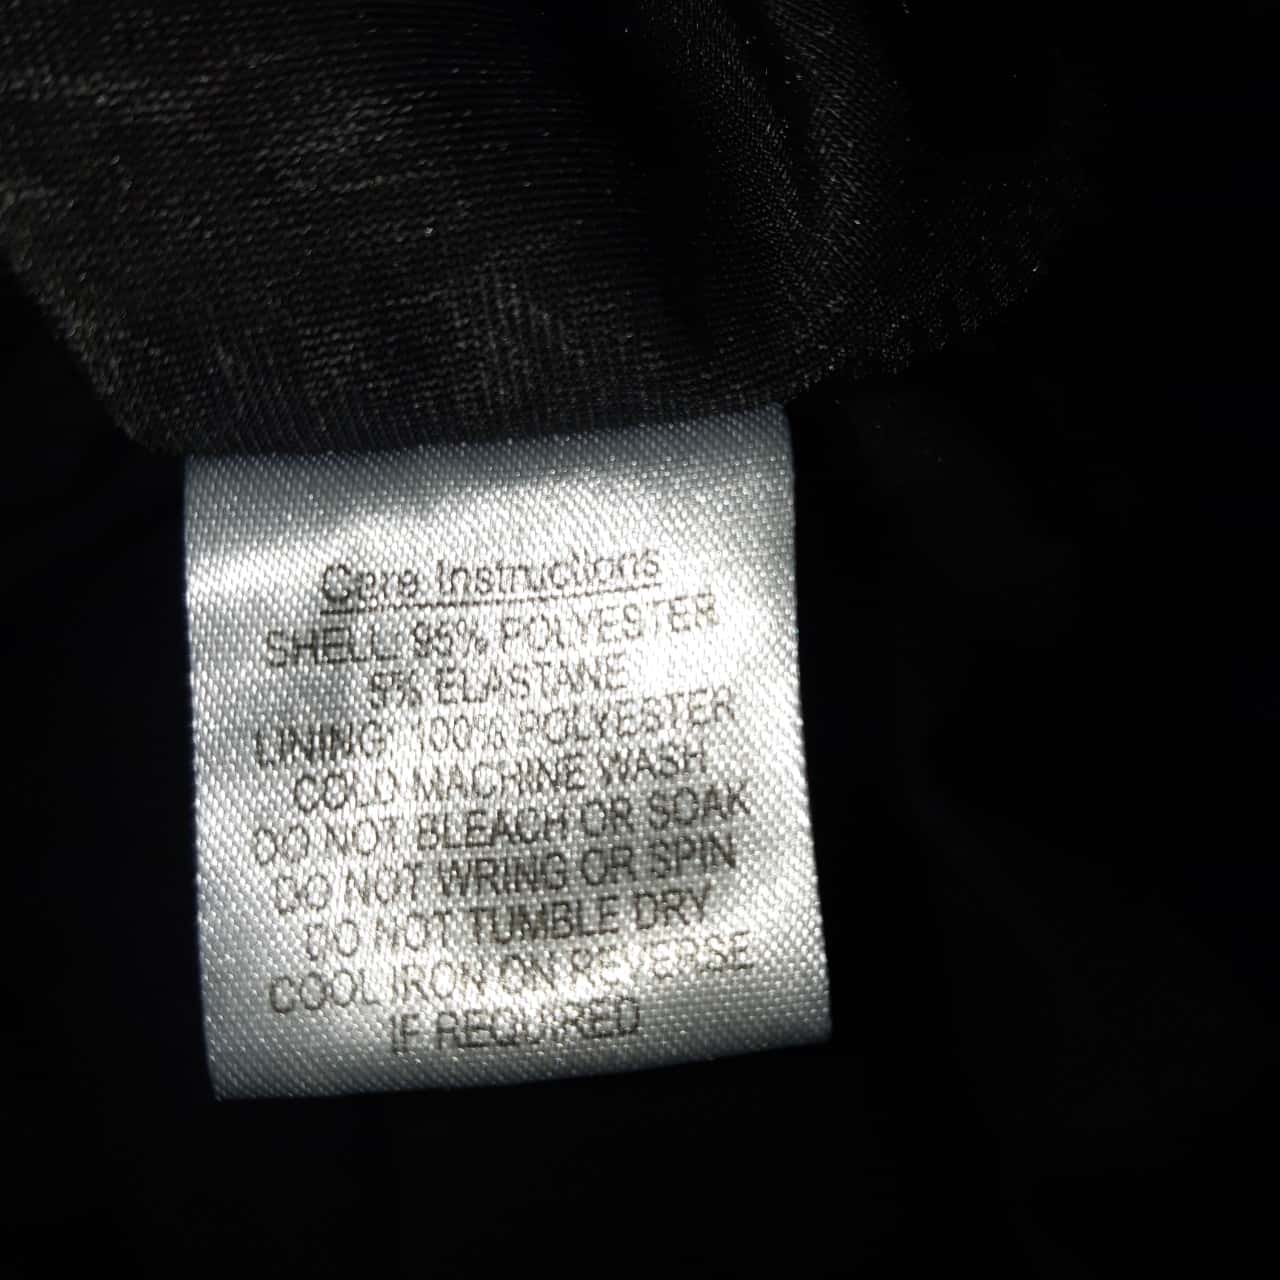 Care Instructions
SHELL: 95% POLYESTER
5% ELASTANE
LINING: 100% POLYESTER
COLD MACHINE WASH
DO NOT BLEACH OR SOAK
DO NOT WRING OR SPIN
DO NOT TUMBLE DRY
COOL IRON ON REVERSE
IF REQUIRED